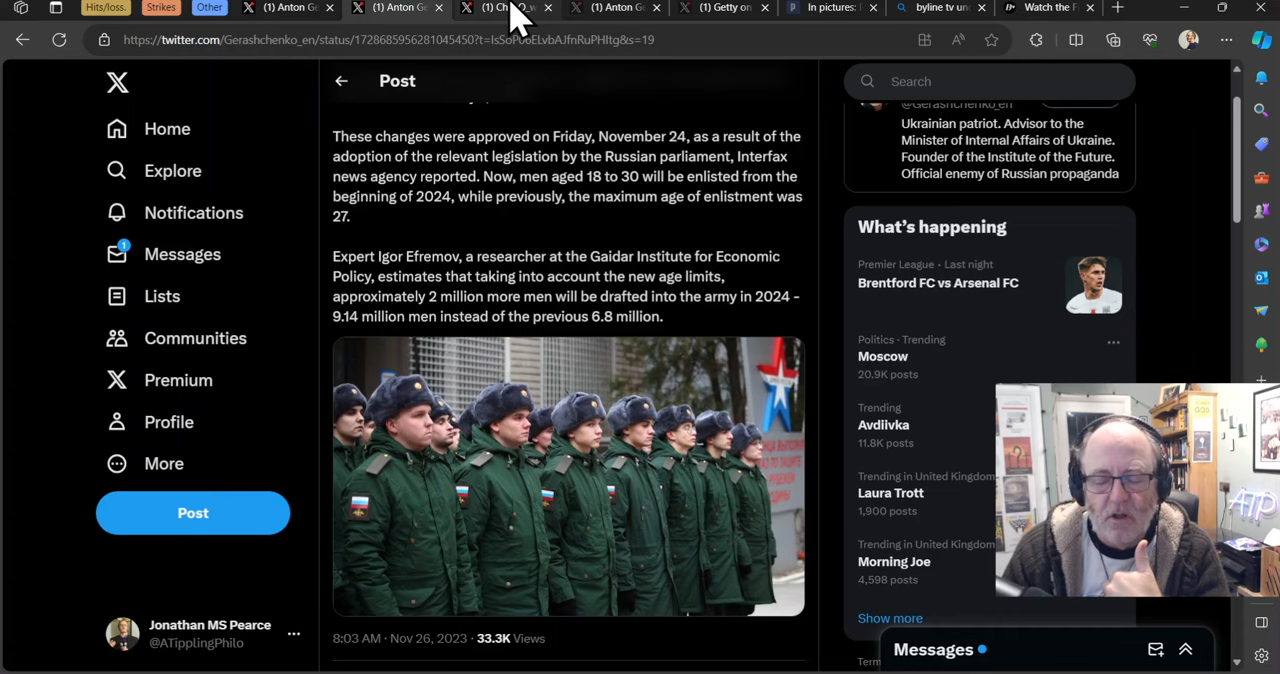 Hits/loss.
Strikes
Other
(1) Anton Ge
(1) Anton Ge
(1) Ch
(1) Anton Ge
(1) Getty on
In pictures:
byline tv un
Watch the F
https://twitter.com/Gerashchenko_en/status/1728685956281045450?t=IsSoP06ELvbAJfnRuPHItg&s=19
Home
Explore
Notifications
1
Messages
Lists
Communities
Premium
Profile
More
Post
Jonathan MS Pearce
@ATipplingPhilo
Post
These changes were approved on Friday, November 24, as a result of the
adoption of the relevant legislation by the Russian parliament, Interfax
news agency reported. Now, men aged 18 to 30 will be enlisted from the
beginning of 2024, while previously, the maximum age of enlistment was
27.
Expert Igor Efremov, a researcher at the Gaidar Institute for Economic
Policy, estimates that taking into account the new age limits,
approximately 2 million more men will be drafted into the army in 2024 -
9.14 million men instead of the previous 6.8 million.
8:03 AM · Nov 26, 2023 · 33.3K Views
Search
@Gerashchenko_en
Ukrainian patriot. Advisor to the
Minister of Internal Affairs of Ukraine.
Founder of the Institute of the Future.
Official enemy of Russian propaganda
What's happening
Premier League · Last night
Brentford FC vs Arsenal FC
Politics · Trending
Moscow
20.9K posts
Trending
Avdiivka
11.8K posts
Trending in United Kingdom
Laura Trott
1,900 posts
Trending in United Kingdom
Morning Joe
4,598 posts
Show more
Messages
ATP